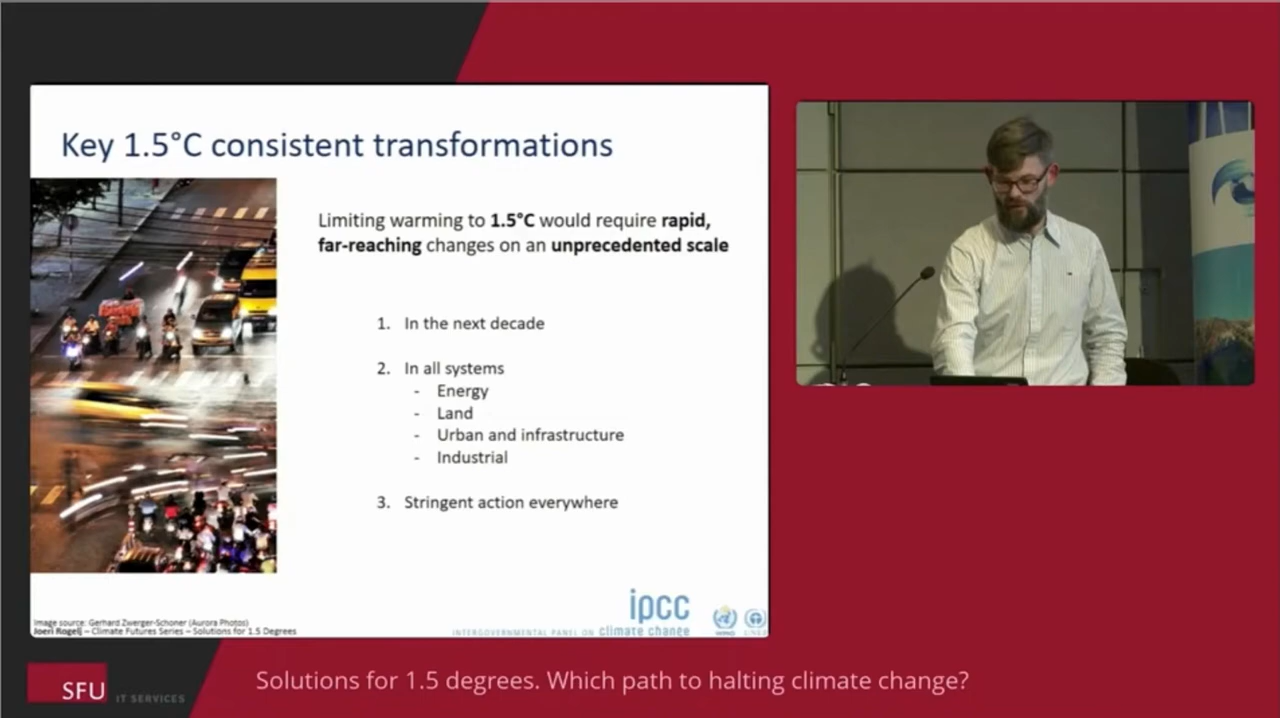 Key 1.5°C consistent transformations
Limiting warming to 1.5°C would require rapid,
far-reaching changes on an unprecedented scale
1. In the next decade
2. In all systems
- Energy
- Land
- Urban and infrastructure
- Industrial
3. Stringent action everywhere
Image source: Gerhard Zwerger-Schoner (Aurora Photos)
Joeri Rogelj – Climate Futures Series – Solutions for 1.5 Degrees
ipcc
INTERGOVERNMENTAL PANEL ON climate change
WMO
UNEP
SFU IT SERVICES
Solutions for 1.5 degrees. Which path to halting climate change?